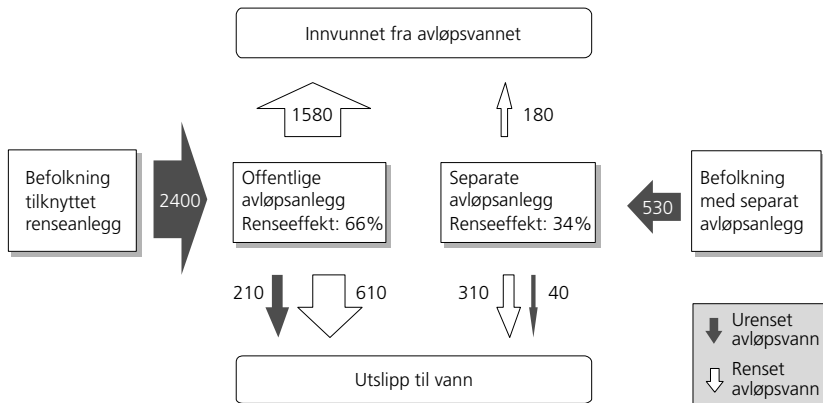 Innvunnet fra avløpsvannet
1580
180
Befolkning
tilknyttet
renseanlegg
2400
Offentlige
avløpsanlegg
Renseeffekt: 66%
Separate
avløpsanlegg
Renseeffekt: 34%
530
Befolkning
med separat
avløpsanlegg
210
610
310
40
Utslipp til vann
Urenset
avløpsvann
Renset
avløpsvann